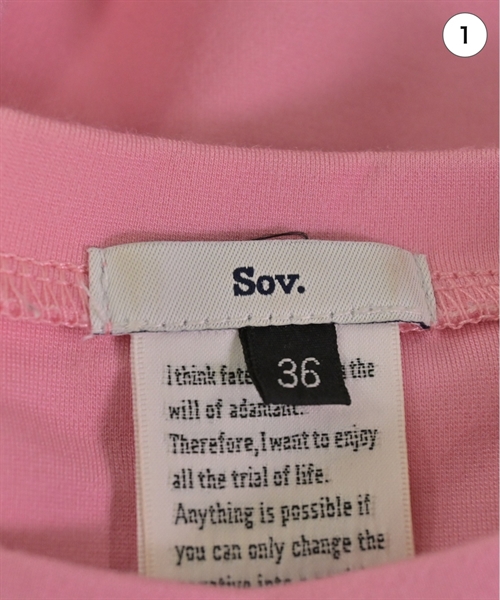 1
Sov.
36
I think fate the
will of adamant.
Therefore, I want to enjoy
all the trial of life.
Anything is possible if
you can only change the